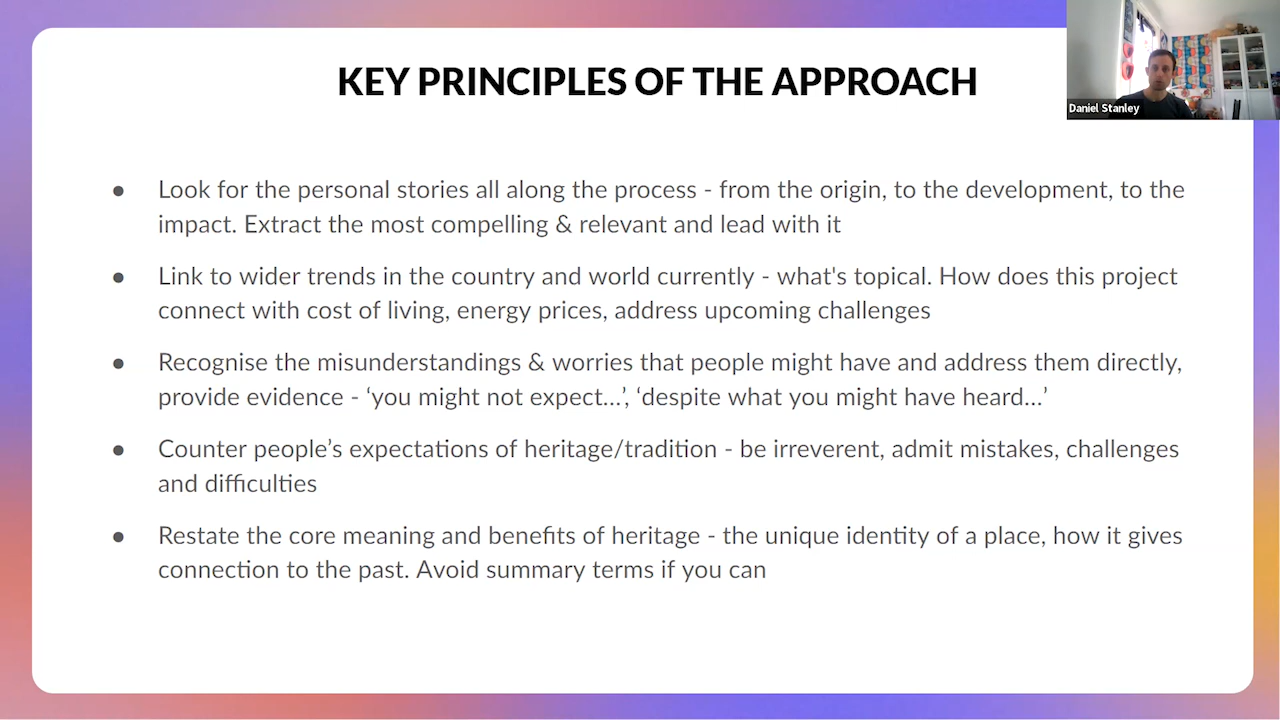 KEY PRINCIPLES OF THE APPROACH
Daniel Stanley
● Look for the personal stories all along the process - from the origin, to the development, to the
impact. Extract the most compelling & relevant and lead with it
● Link to wider trends in the country and world currently - what's topical. How does this project
connect with cost of living, energy prices, address upcoming challenges
● Recognise the misunderstandings & worries that people might have and address them directly,
provide evidence - ‘you might not expect...’, ‘despite what you might have heard...’
● Counter people’s expectations of heritage/tradition - be irreverent, admit mistakes, challenges
and difficulties
● Restate the core meaning and benefits of heritage - the unique identity of a place, how it gives
connection to the past. Avoid summary terms if you can